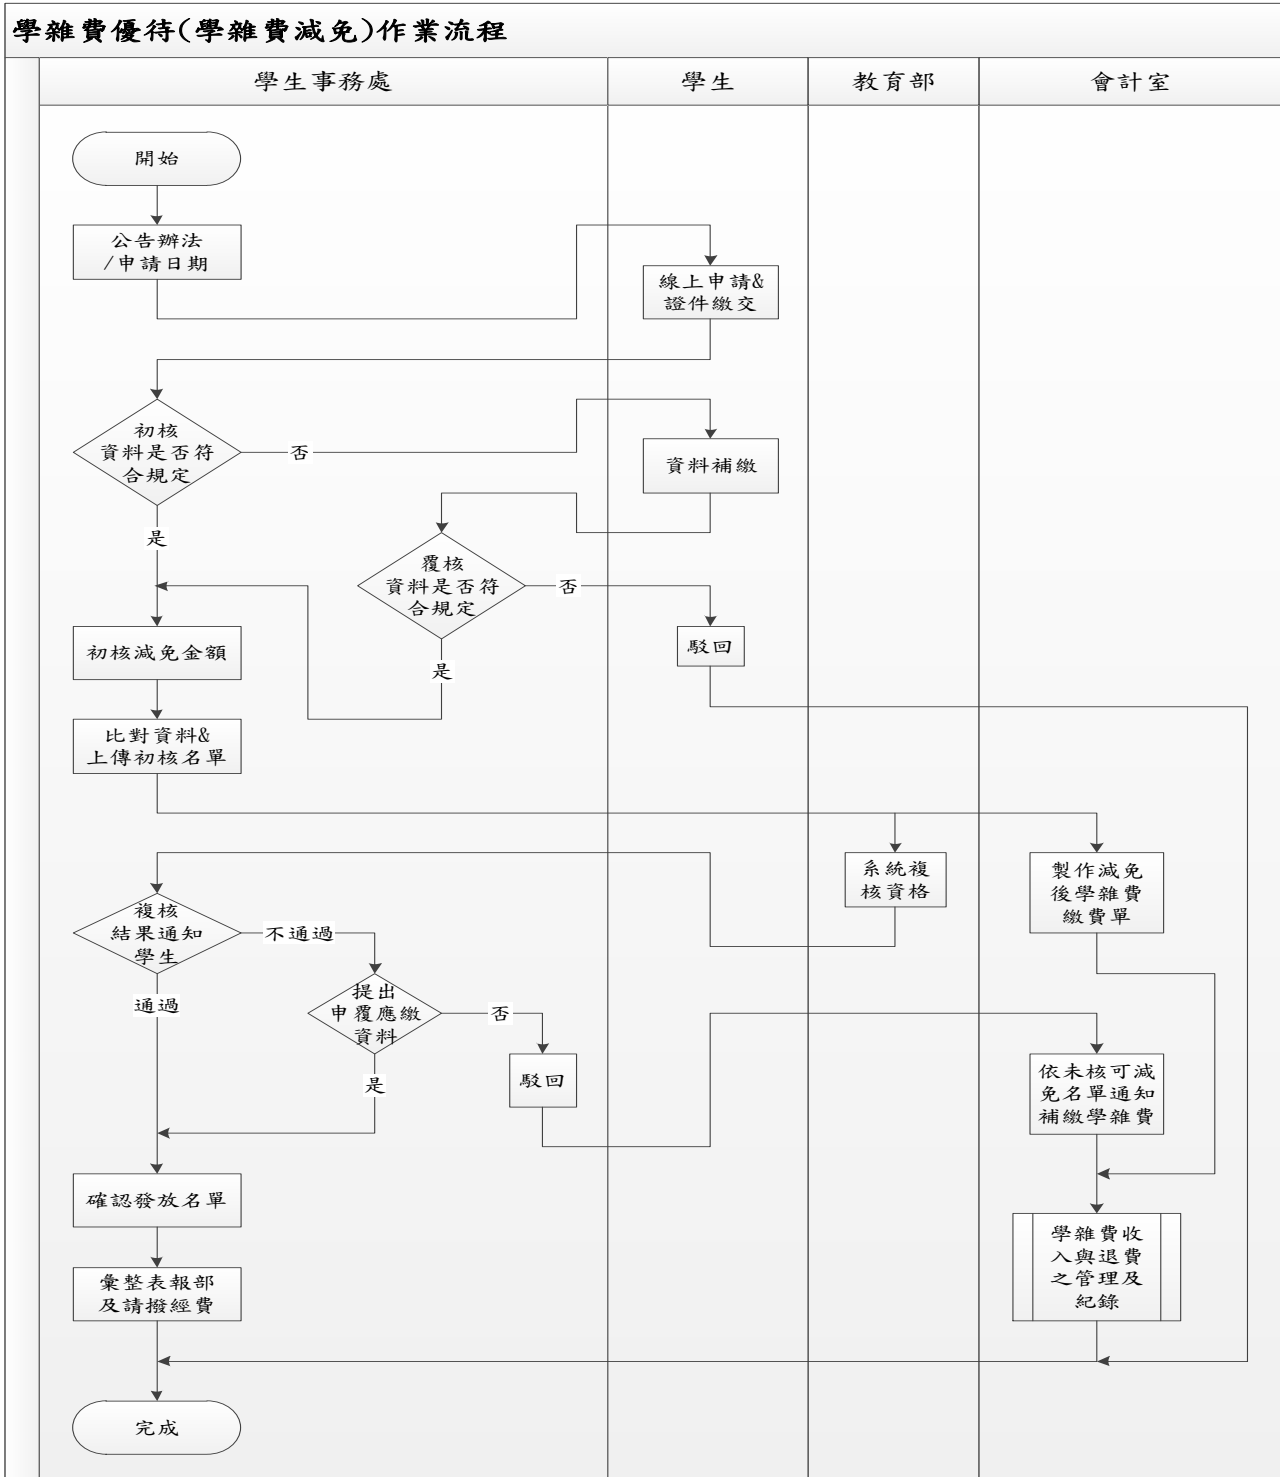 學雜費優待(學雜費減免)作業流程
學生事務處
學生
教育部
會計室
開始
公告辦法
/申請日期
線上申請&
證件繳交
初核
資料是否符
合規定
否
資料補繳
是
覆核
資料是否符
合規定
否
駁回
是
初核減免金額
比對資料&
上傳初核名單
系統複
核資格
製作減免
後學雜費
繳費單
複核
結果通知
學生
不通過
通過
提出
申覆應繳
資料
否
駁回
是
依未核可減
免名單通知
補繳學雜費
確認發放名單
學雜費收
入與退費
之管理及
紀錄
彙整表報部
及請撥經費
完成